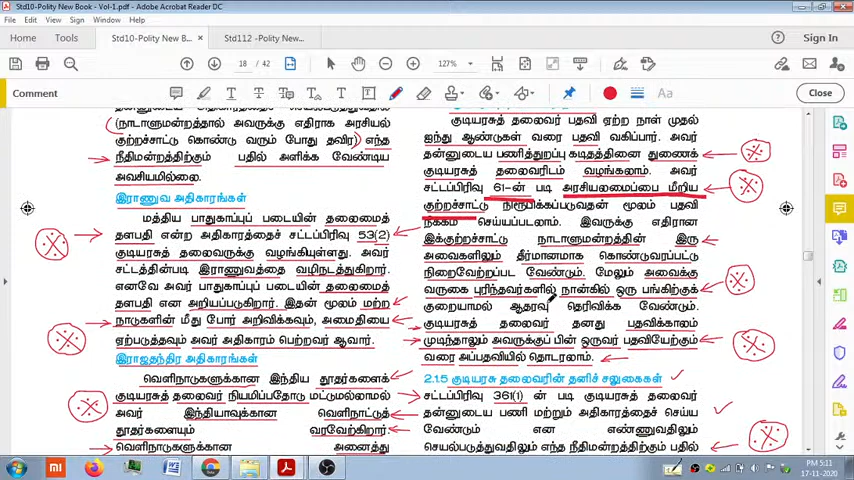 Std10-Polity New Book - Vol-1.pdf - Adobe Acrobat Reader DC
File Edit View Sign Window Help
Home Tools Std10-Polity New B... × Std112 -Polity New... Sign In
18 / 42 127%
Comment Close
(நாடாளுமன்றத்தால் அவருக்கு எதிராக அரசியல்
குற்றச்சாட்டு கொண்டு வரும் போது தவிர) எந்த
நீதிமன்றத்திற்கும் பதில் அளிக்க வேண்டிய
அவசியமில்லை.
இராணுவ அதிகாரங்கள்
மத்திய பாதுகாப்புப் படையின் தலைமைத்
தளபதி என்ற அதிகாரத்தைச் சட்டப்பிரிவு 53(2)
குடியரசுத் தலைவருக்கு வழங்கியுள்ளது. அவர்
சட்டத்தின்படி இராணுவத்தை வழிநடத்துகிறார்.
எனவே அவர் பாதுகாப்புப் படையின் தலைமைத்
தளபதி என அறியப்படுகிறார். இதன் மூலம் மற்ற
நாடுகளின் மீது போர் அறிவிக்கவும், அமைதியை
ஏற்படுத்தவும் அவர் அதிகாரம் பெற்றவர் ஆவார்.
இராஜதந்திர அதிகாரங்கள்
வெளிநாடுகளுக்கான இந்திய தூதர்களைக்
குடியரசுத் தலைவர் நியமிப்பதோடு மட்டுமல்லாமல்
அவர் இந்தியாவுக்கான வெளிநாட்டுத்
தூதர்களையும் வரவேற்கிறார்.
வெளிநாடுகளுக்கான அனைத்து
குடியரசுத் தலைவர் பதவி ஏற்ற நாள் முதல்
ஐந்து ஆண்டுகள் வரை பதவி வகிப்பார். அவர்
தன்னுடைய பணித்துறப்பு கடிதத்தினை துணைக்
குடியரசுத் தலைவரிடம் வழங்கலாம். அவர்
சட்டப்பிரிவு 61-ன் படி அரசியலமைப்பை மீறிய
குற்றச்சாட்டு நிரூபிக்கப்படுவதன் மூலம் பதவி
நீக்கம் செய்யப்படலாம். இவருக்கு எதிரான
இக்குற்றச்சாட்டு நாடாளுமன்றத்தின் இரு
அவைகளிலும் தீர்மானமாக கொண்டுவரப்பட்டு
நிறைவேற்றப்பட வேண்டும். மேலும் அவைக்கு
வருகை புரிந்தவர்களில் நான்கில் ஒரு பங்கிற்குக்
குறையாமல் ஆதரவு தெரிவிக்க வேண்டும்.
குடியரசுத் தலைவர் தனது பதவிக்காலம்
முடிந்தாலும் அவருக்குப் பின் ஒருவர் பதவியேற்கும்
வரை அப்பதவியில் தொடரலாம்.
2.1.5 குடியரசு தலைவரின் தனிச் சலுகைகள்
சட்டப்பிரிவு 361(1) ன் படி குடியரசுத் தலைவர்
தன்னுடைய பணி மற்றும் அதிகாரத்தைச் செய்ய
வேண்டும் என எண்ணுவதிலும்
செயல்படுத்துவதிலும் எந்த நீதிமன்றத்திற்கும் பதில்
PM 5:11
17-11-2020